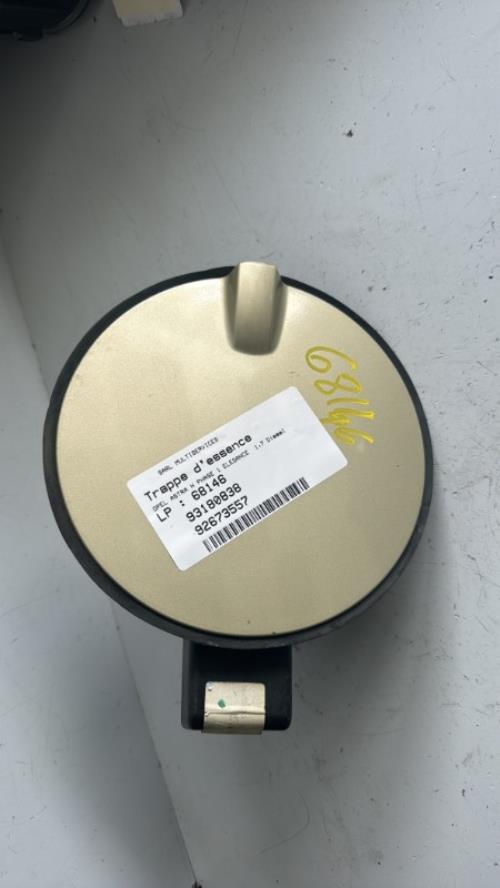 68146
SARL MULTISERVICES
Trappe d'essence
OPEL ASTRA H PHASE 1 ELEGANCE 1.7 Diesel
LP : 68146
93180838
92673557